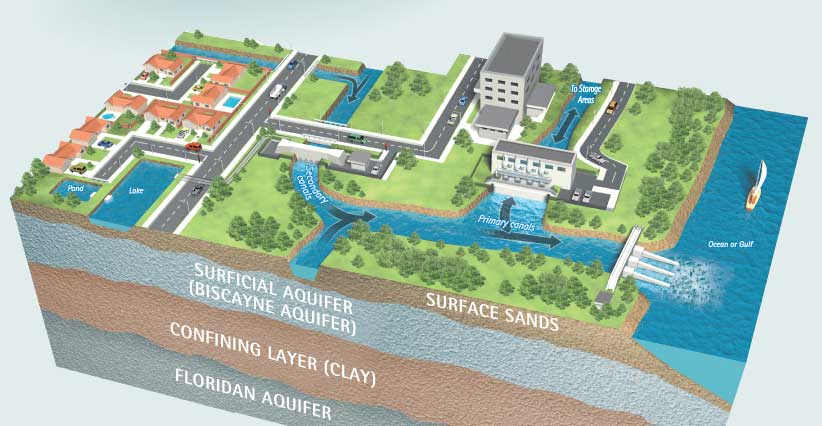 To Storage
Areas
Pond
Lake
Secondary
canals
Primary canals
Ocean or Gulf
SURFICIAL AQUIFER
(BISCAYNE AQUIFER)
SURFACE SANDS
CONFINING LAYER (CLAY)
FLORIDAN AQUIFER